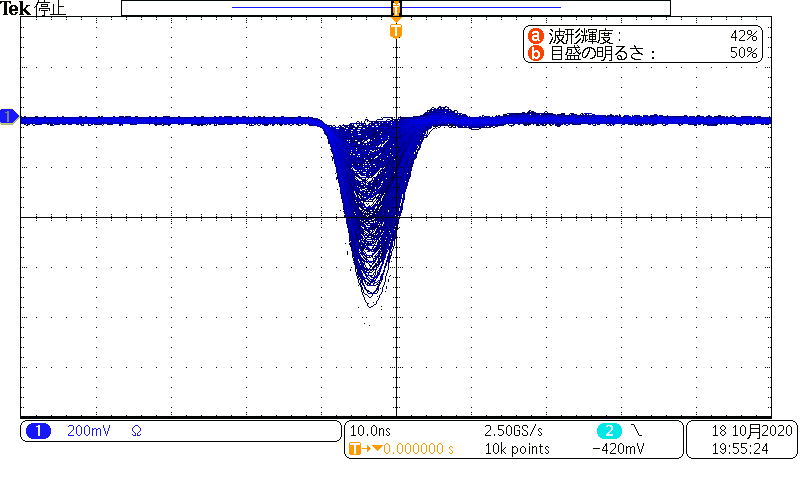 Tek 停止
T
T
a 波形輝度: 42%
b 目盛の明るさ: 50%
1
1 200mV Ω
10.0ns 2.50GS/s 2 -420mV
T→▼0.000000 s 10k points
18 10月2020
19:55:24